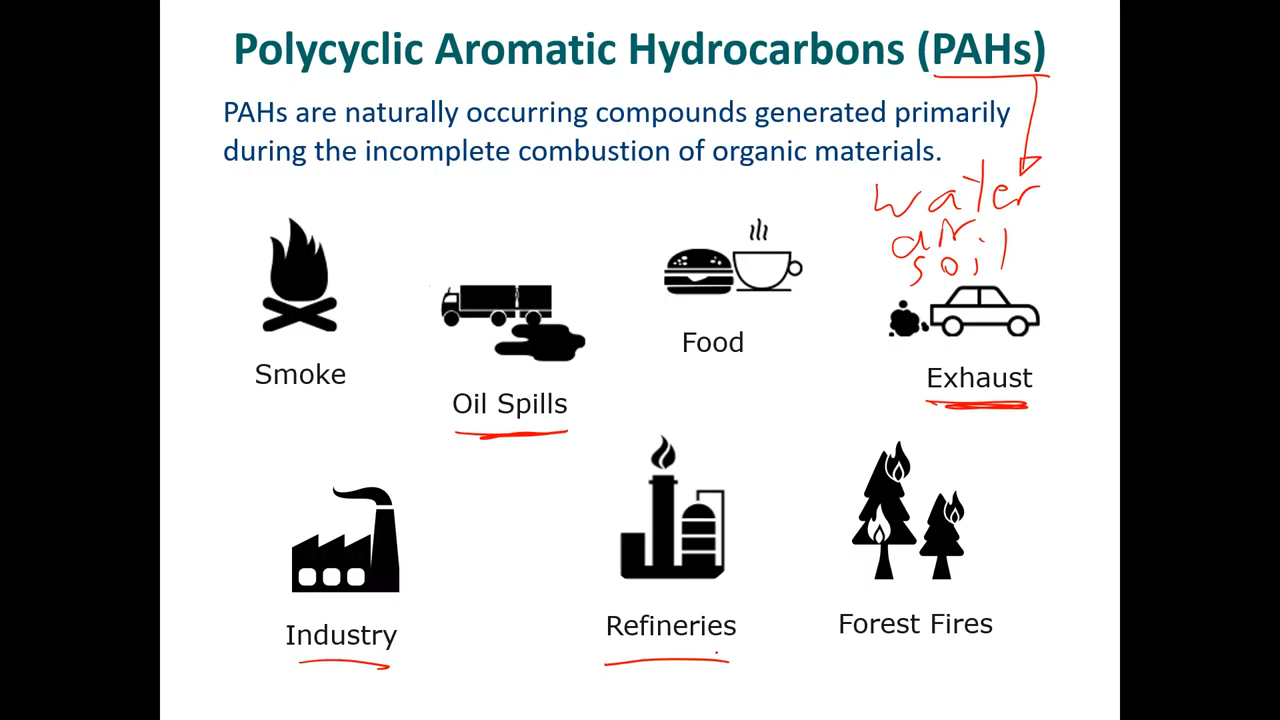 Polycyclic Aromatic Hydrocarbons (PAHs)
PAHs are naturally occurring compounds generated primarily
during the incomplete combustion of organic materials.
water
air
soil
Smoke
Oil Spills
Food
Exhaust
Industry
Refineries
Forest Fires